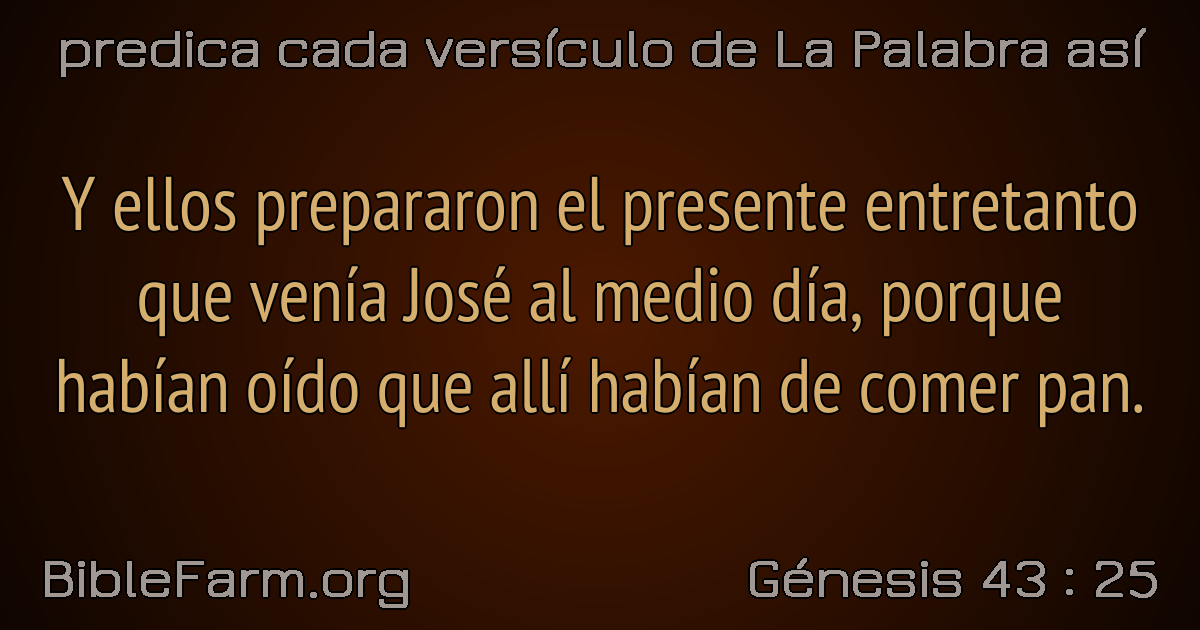 predica cada versículo de La Palabra así
Y ellos prepararon el presente entretanto
que venía José al medio día, porque
habían oído que allí habían de comer pan.
BibleFarm.org
Génesis 43 : 25